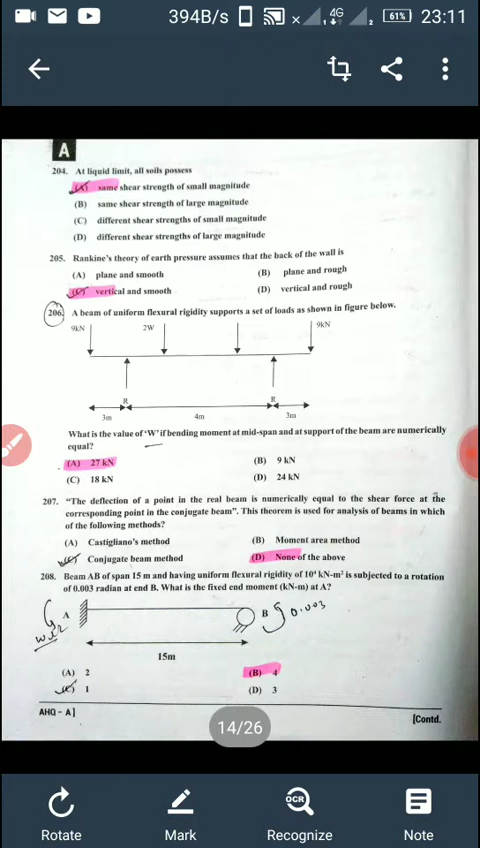 394B/s
4G
1
2
61%
23:11
A
204. At liquid limit, all soils possess
(A) same shear strength of small magnitude
(B) same shear strength of large magnitude
(C) different shear strengths of small magnitude
(D) different shear strengths of large magnitude
205. Rankine's theory of earth pressure assumes that the back of the wall is
(A) plane and smooth (B) plane and rough
(C) vertical and smooth (D) vertical and rough
206. A beam of uniform flexural rigidity supports a set of loads as shown in figure below.
9kN 2W 9kN
R R
3m 4m 3m
What is the value of 'W' if bending moment at mid-span and at support of the beam are numerically
equal?
(A) 27 kN (B) 9 kN
(C) 18 kN (D) 24 kN
207. "The deflection of a point in the real beam is numerically equal to the shear force at the
corresponding point in the conjugate beam". This theorem is used for analysis of beams in which
of the following methods?
(A) Castigliano's method (B) Moment area method
(C) Conjugate beam method (D) None of the above
208. Beam AB of span 15 m and having uniform flexural rigidity of 10⁴ kN-m² is subjected to a rotation
of 0.003 radian at end B. What is the fixed end moment (kN-m) at A?
A B 0.003
15m
(A) 2 (B) 4
(C) 1 (D) 3
AHQ – A] 14/26 [Contd.
Rotate Mark OCR Recognize Note